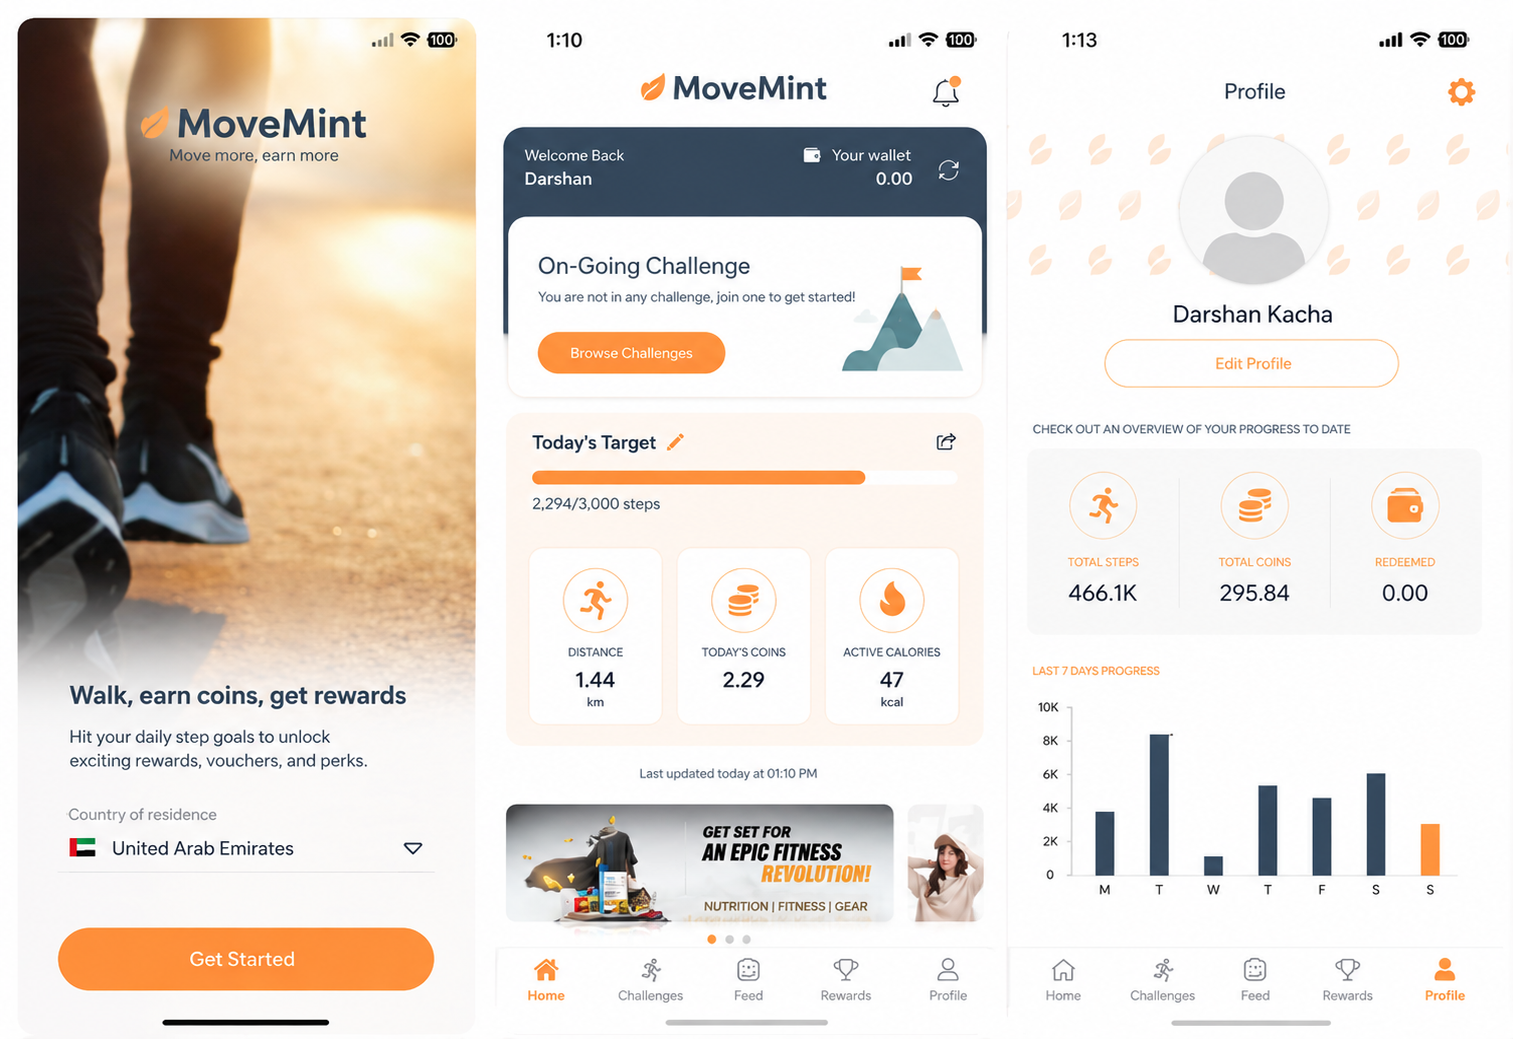 100
MoveMint
Move more, earn more
Walk, earn coins, get rewards
Hit your daily step goals to unlock
exciting rewards, vouchers, and perks.
Country of residence
United Arab Emirates
Get Started
1:10
100
MoveMint
Welcome Back
Darshan
Your wallet
0.00
On-Going Challenge
You are not in any challenge, join one to get started!
Browse Challenges
Today's Target
2,294/3,000 steps
DISTANCE
1.44
km
TODAY'S COINS
2.29
ACTIVE CALORIES
47
kcal
Last updated today at 01:10 PM
GET SET FOR
AN EPIC FITNESS
REVOLUTION!
NUTRITION | FITNESS | GEAR
Home
Challenges
Feed
Rewards
Profile
1:13
100
Profile
Darshan Kacha
Edit Profile
CHECK OUT AN OVERVIEW OF YOUR PROGRESS TO DATE
TOTAL STEPS
466.1K
TOTAL COINS
295.84
REDEEMED
0.00
LAST 7 DAYS PROGRESS
10K
8K
6K
4K
2K
0
M T W T F S S
Home
Challenges
Feed
Rewards
Profile